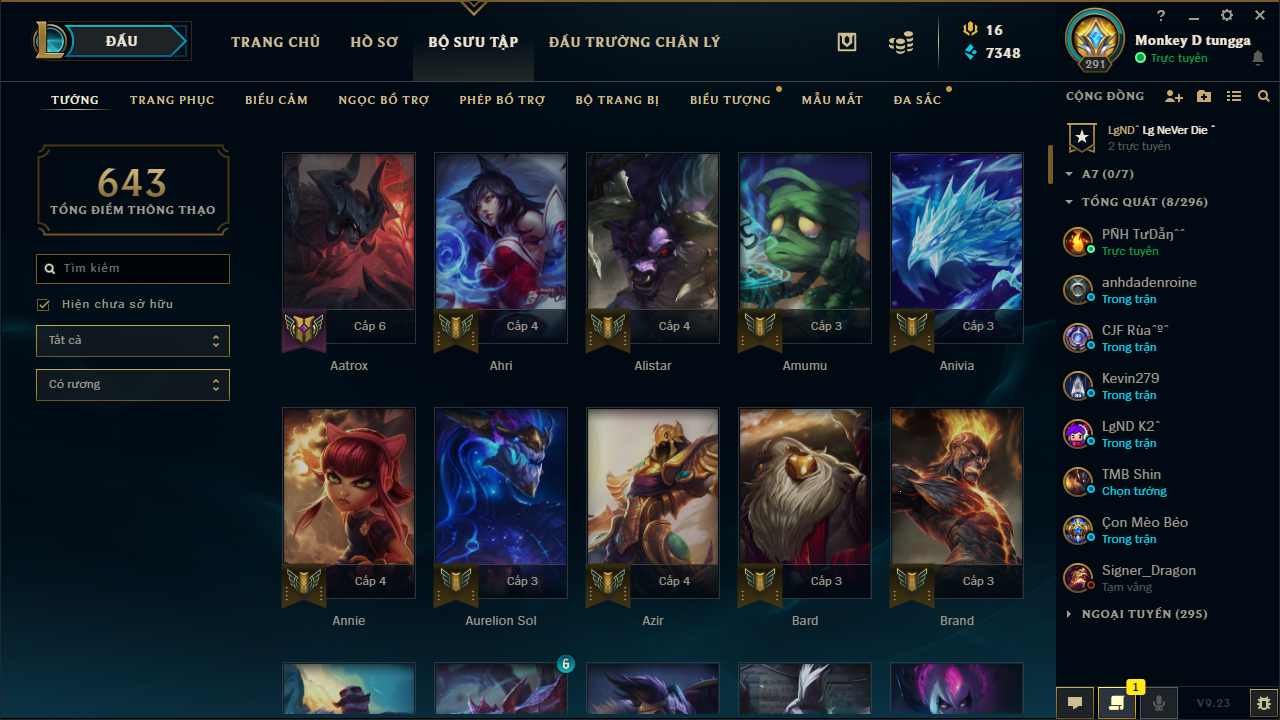 ĐẤU
TRANG CHỦ
HỒ SƠ
BỘ SƯU TẬP
ĐẤU TRƯỜNG CHÂN LÝ
16
7348
291
?
Monkey D tungga
Trực tuyến
TƯỚNG
TRANG PHỤC
BIỂU CẢM
NGỌC BỔ TRỢ
PHÉP BỔ TRỢ
BỘ TRANG BỊ
BIỂU TƯỢNG
MẪU MẮT
ĐA SẮC
643
TỔNG ĐIỂM THÔNG THẠO
Tìm kiếm
Hiện chưa sở hữu
Tất cả
Có rương
Cấp 6
Cấp 4
Cấp 4
Cấp 3
Cấp 3
Aatrox
Ahri
Alistar
Amumu
Anivia
Cấp 4
Cấp 3
Cấp 4
Cấp 3
Cấp 3
Annie
Aurelion Sol
Azir
Bard
Brand
6
CỘNG ĐỒNG
LgNDˆ Lg NeVer Die ˆ
2 trực tuyến
A7 (0/7)
TỔNG QUÁT (8/296)
PÑH TưDẫŋˆˆ
Trực tuyến
anhdadenroine
Trong trận
CJF Rùaˆºˆ
Trong trận
Kevin279
Trong trận
LgND K2ˆ
Trong trận
TMB Shin
Chọn tướng
Çon Mèo Béo
Trong trận
Signer_Dragon
Tạm vắng
NGOẠI TUYẾN (295)
1
V9.23